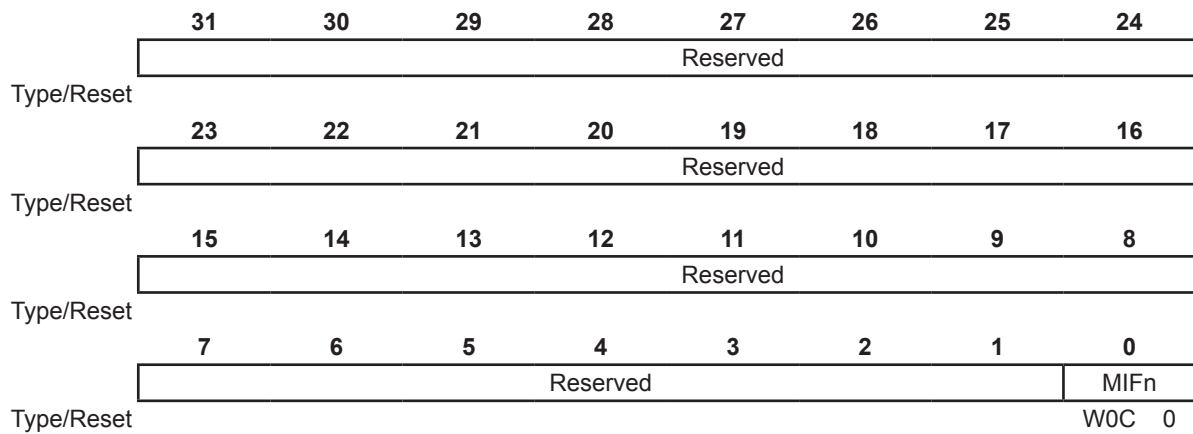 31 30 29 28 27 26 25 24
Reserved
Type/Reset
23 22 21 20 19 18 17 16
Reserved
Type/Reset
15 14 13 12 11 10 9 8
Reserved
Type/Reset
7 6 5 4 3 2 1 0
Reserved MIFn
Type/Reset W0C 0